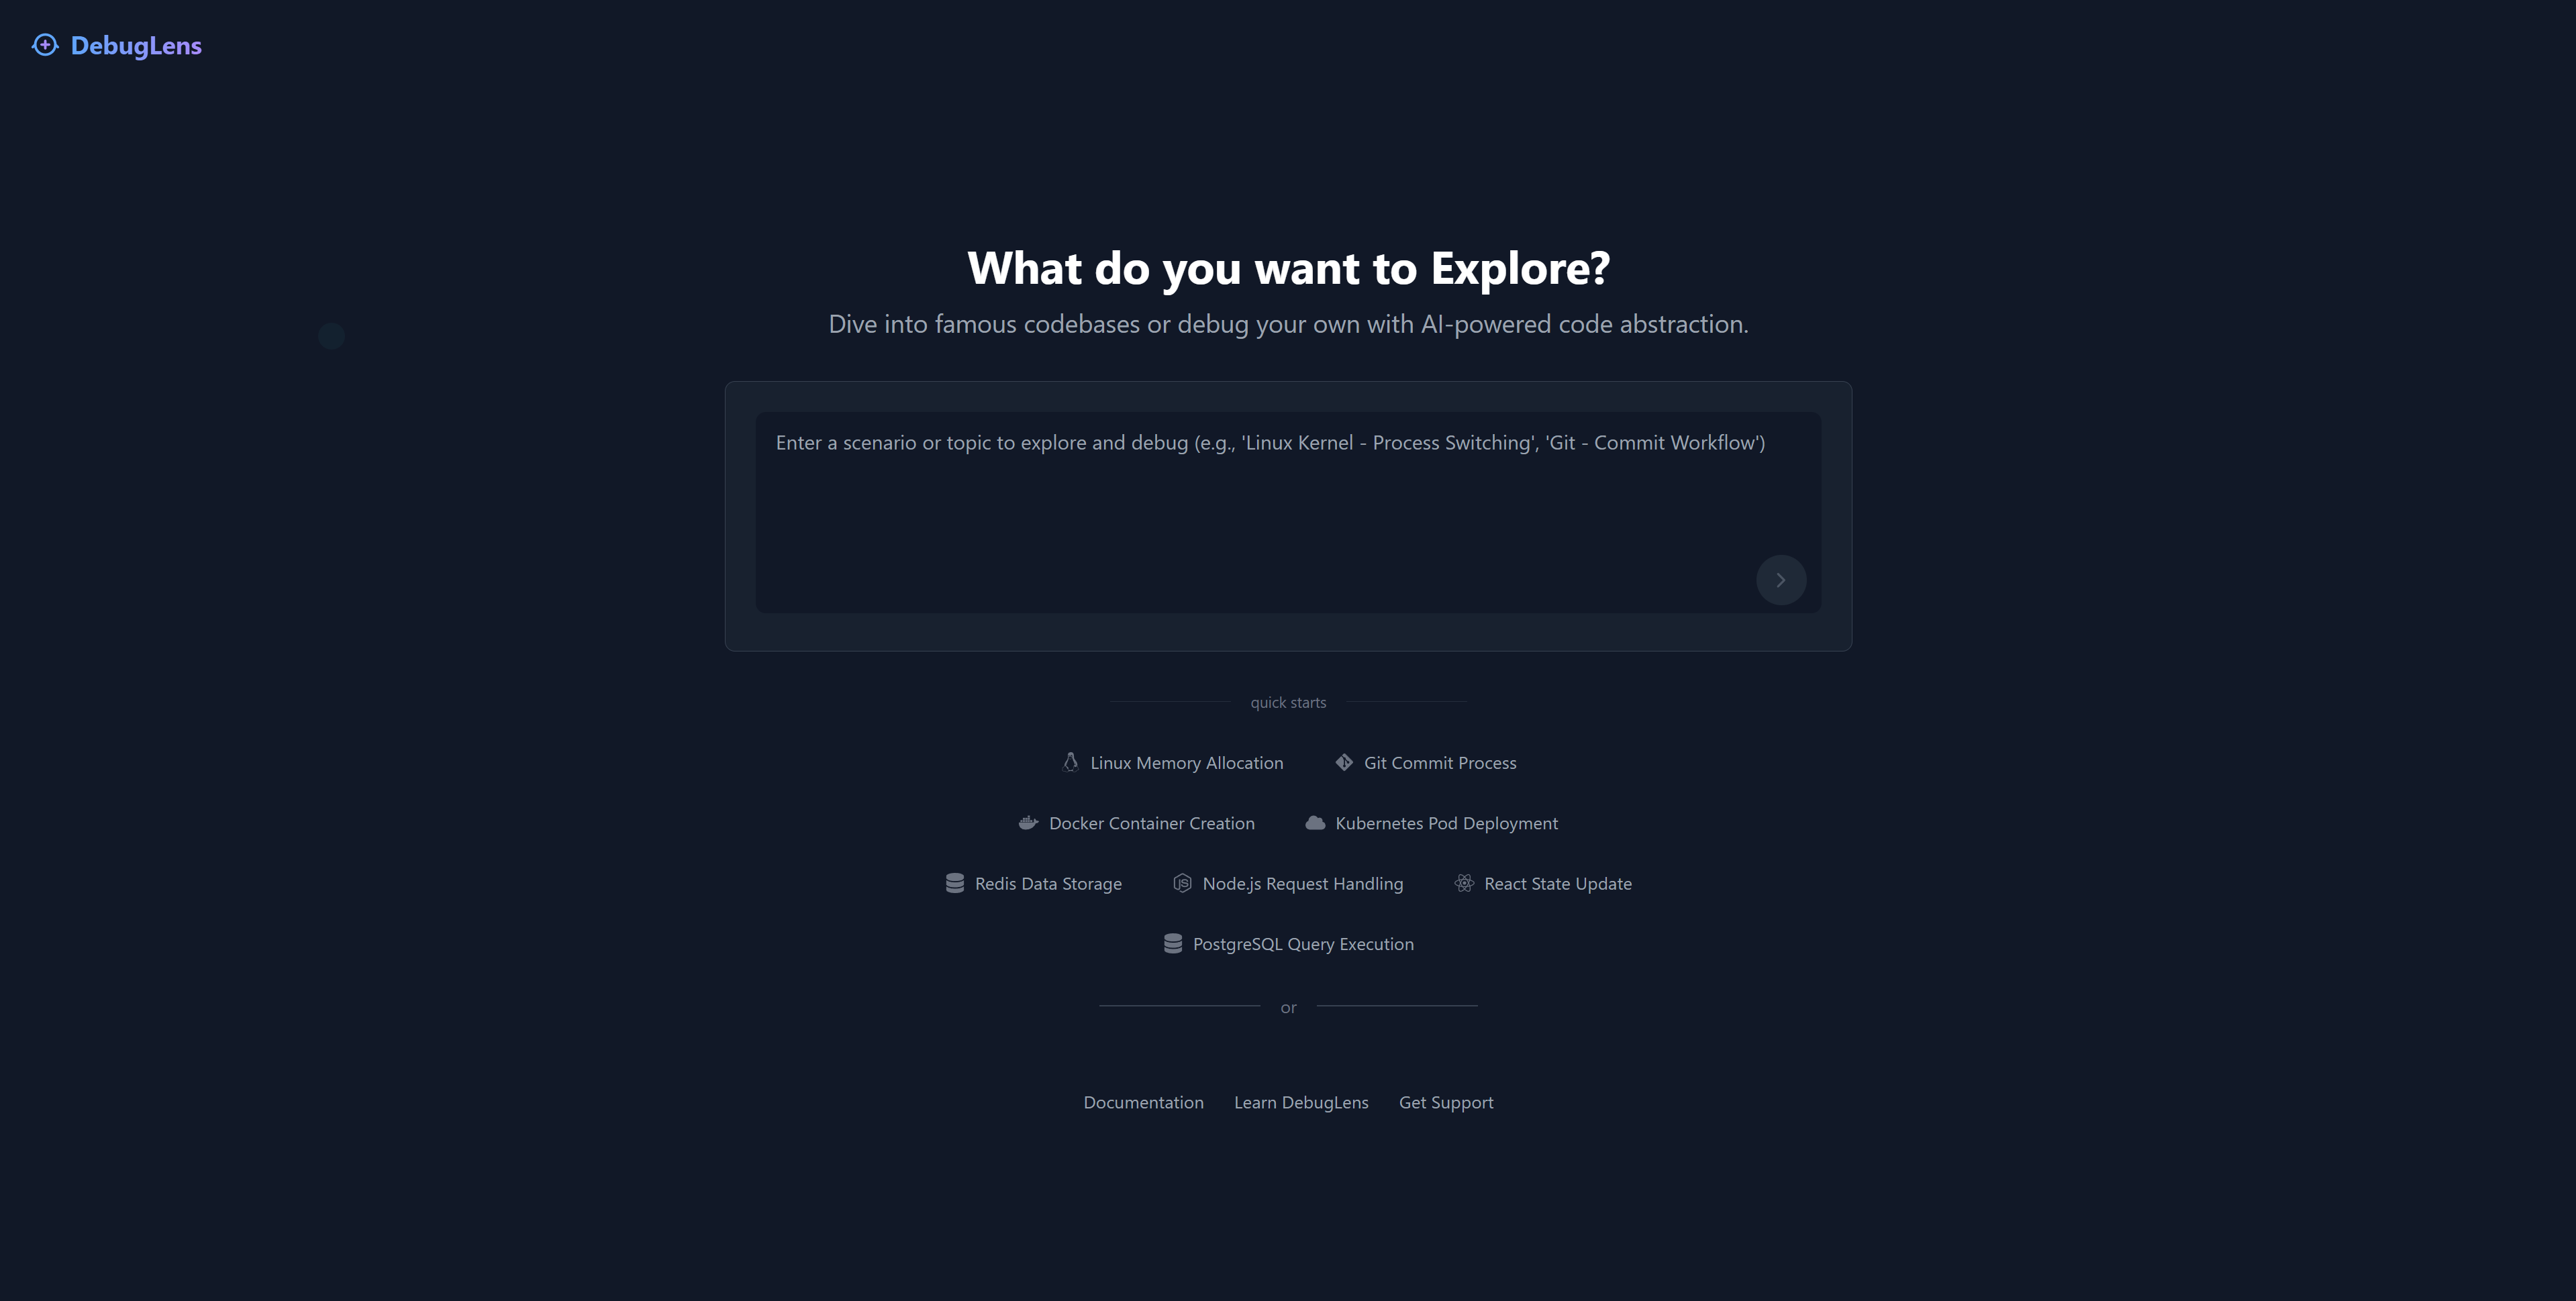 DebugLens
What do you want to Explore?
Dive into famous codebases or debug your own with AI-powered code abstraction.
Enter a scenario or topic to explore and debug (e.g., 'Linux Kernel - Process Switching', 'Git - Commit Workflow')
quick starts
Linux Memory Allocation Git Commit Process
Docker Container Creation Kubernetes Pod Deployment
Redis Data Storage Node.js Request Handling React State Update
PostgreSQL Query Execution
or
Documentation Learn DebugLens Get Support